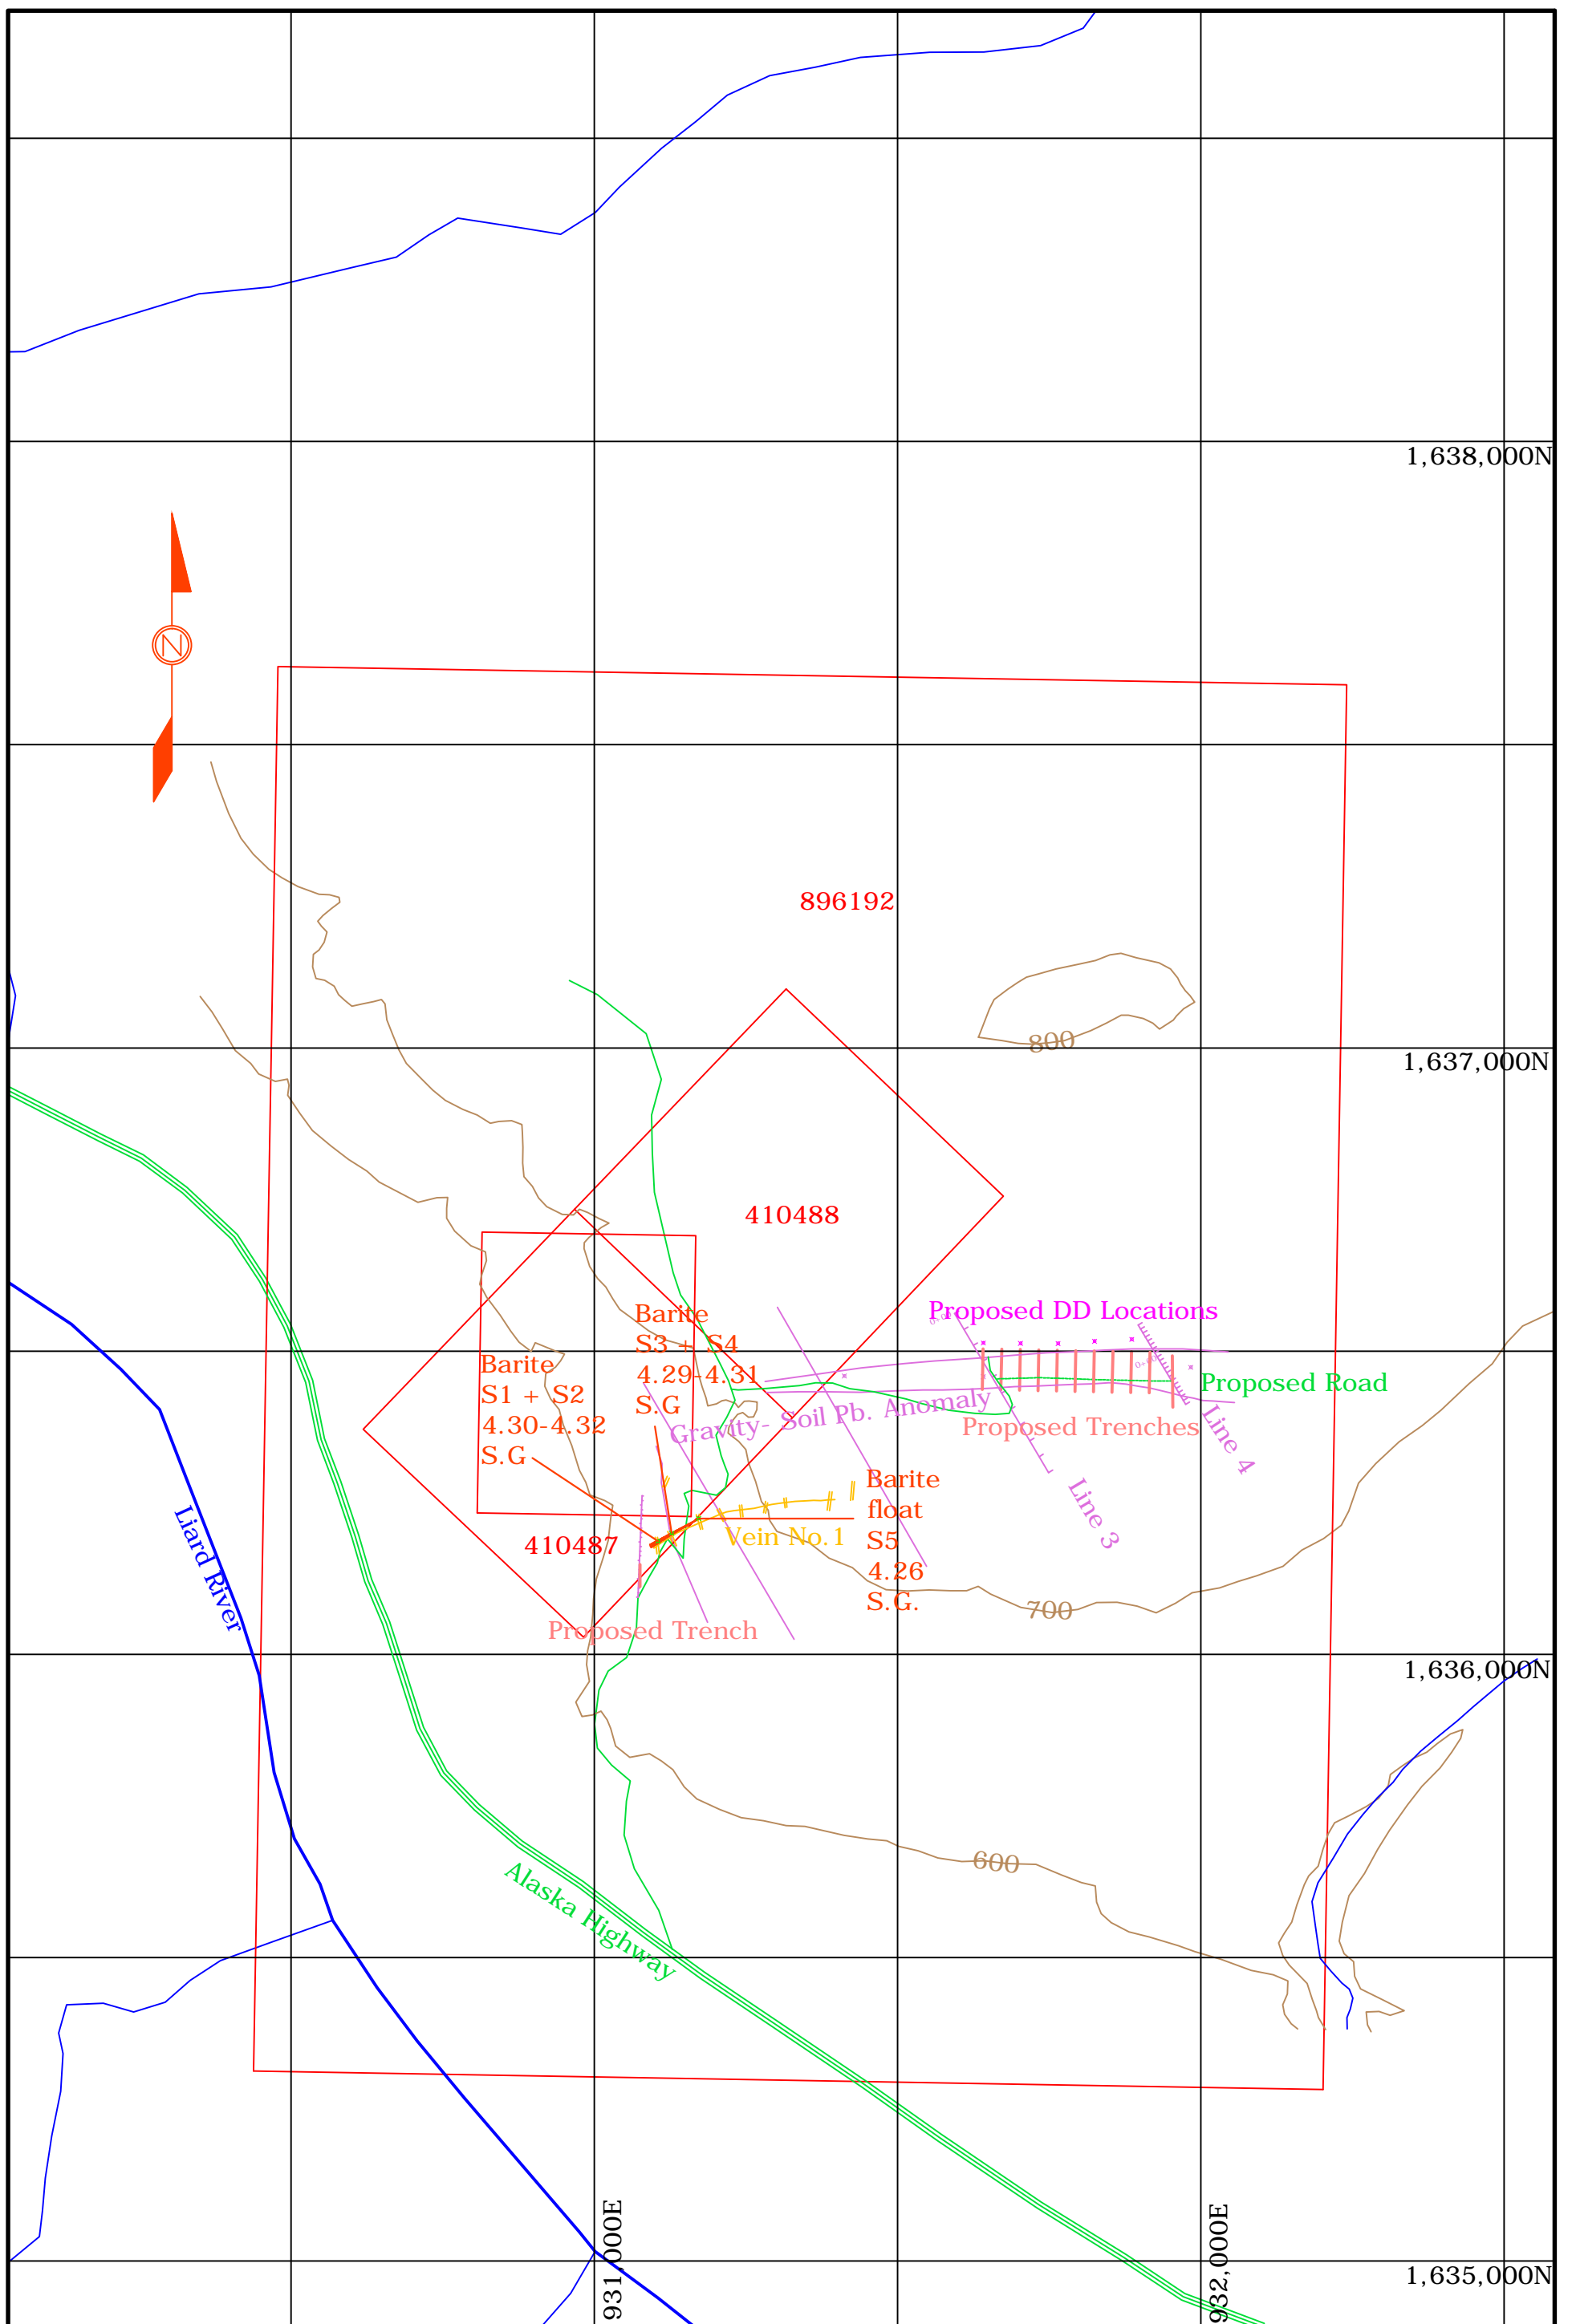 1,638,000N
N
896192
800
1,637,000N
410488
Proposed DD Locations
Barite
S3 + S4
4.29-4.31
S.G
Barite
S1 + S2
4.30-4.32
S.G
Proposed Road
Gravity- Soil Pb. Anomaly
Proposed Trenches
Line 4
Line 3
Barite
float
S5
4.26
S.G.
Vein No.1
410487
Liard River
700
Proposed Trench
1,636,000N
600
Alaska Highway
931,000E
932,000E
1,635,000N